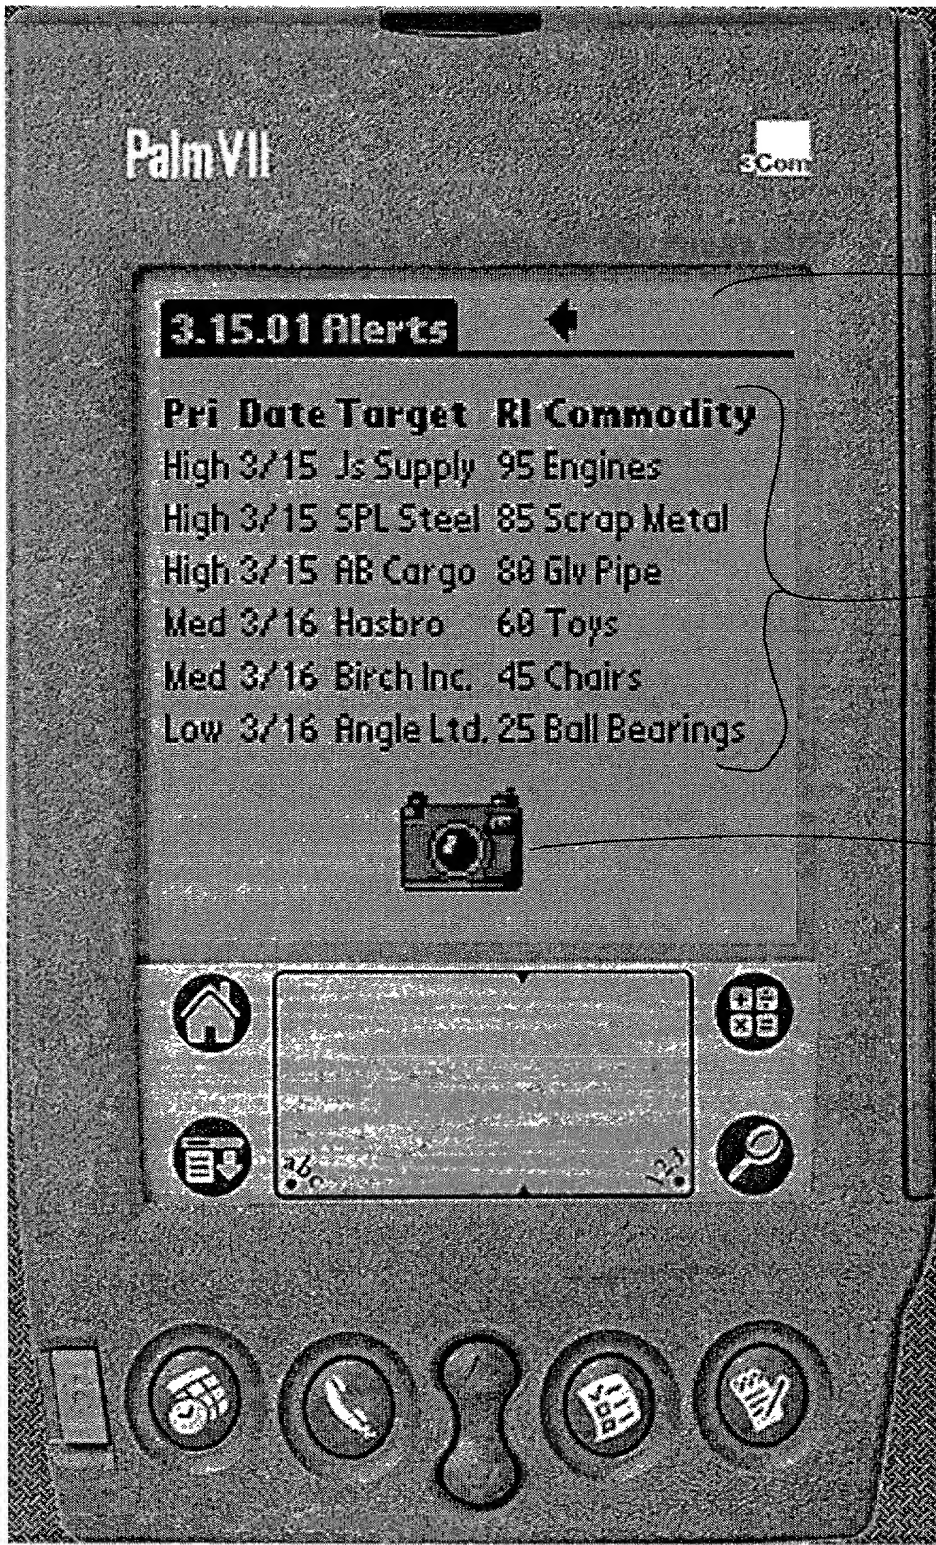 PalmVII
3Com
3.15.01 Alerts
Pri Date Target RI Commodity
High 3/15 Js Supply 95 Engines
High 3/15 SPL Steel 85 Scrap Metal
High 3/15 AB Cargo 80 Glv Pipe
Med 3/16 Hasbro 60 Toys
Med 3/16 Birch Inc. 45 Chairs
Low 3/16 Angle Ltd. 25 Ball Bearings
abc 123